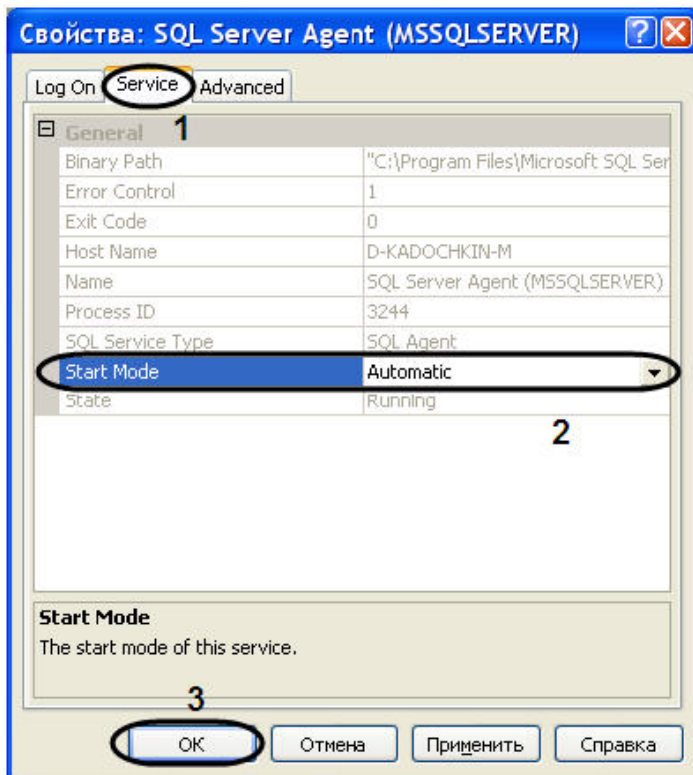 Свойства: SQL Server Agent (MSSQLSERVER)
Log On Service Advanced
1
General
Binary Path "C:\Program Files\Microsoft SQL Ser
Error Control 1
Exit Code 0
Host Name D-KADOCHKIN-M
Name SQL Server Agent (MSSQLSERVER)
Process ID 3244
SQL Service Type SQL Agent
Start Mode Automatic
State Running
2
Start Mode
The start mode of this service.
3
ОК Отмена Применить Справка